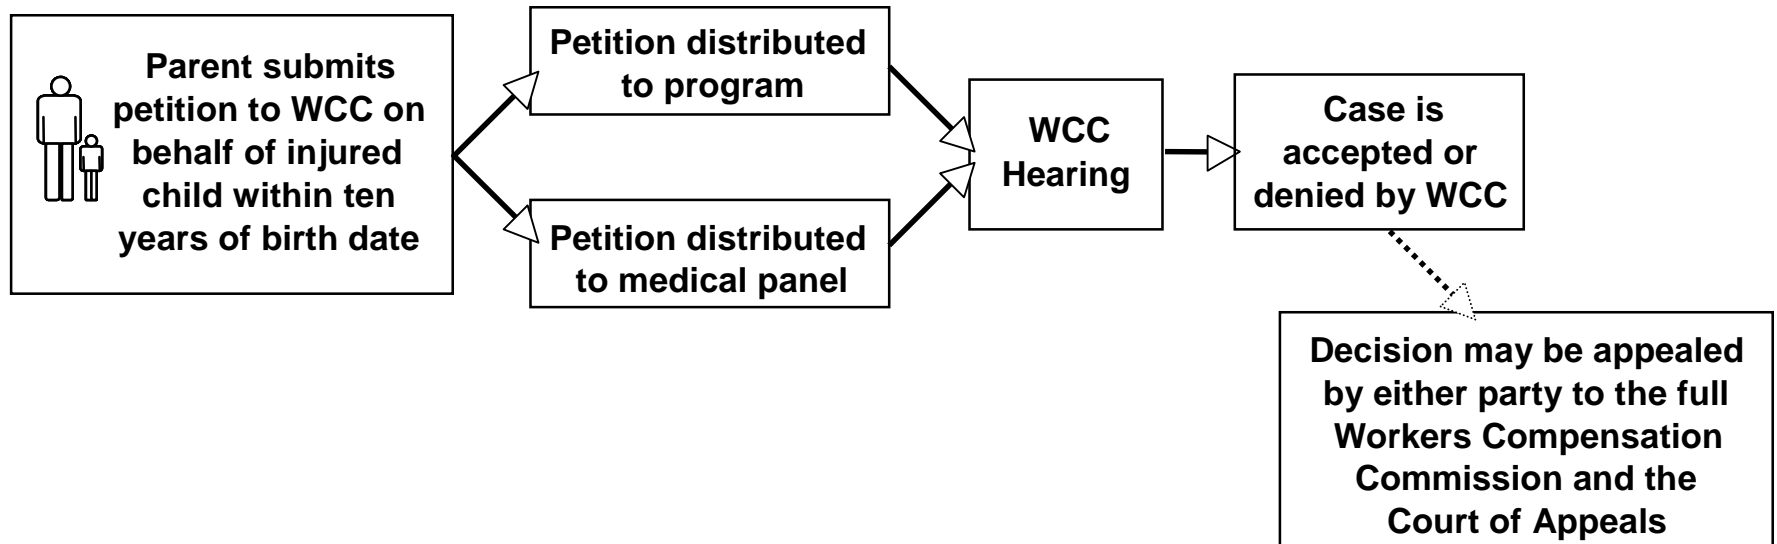 Parent submits
petition to WCC on
behalf of injured
child within ten
years of birth date
Petition distributed
to program
Petition distributed
to medical panel
WCC
Hearing
Case is
accepted or
denied by WCC
Decision may be appealed
by either party to the full
Workers Compensation
Commission and the
Court of Appeals